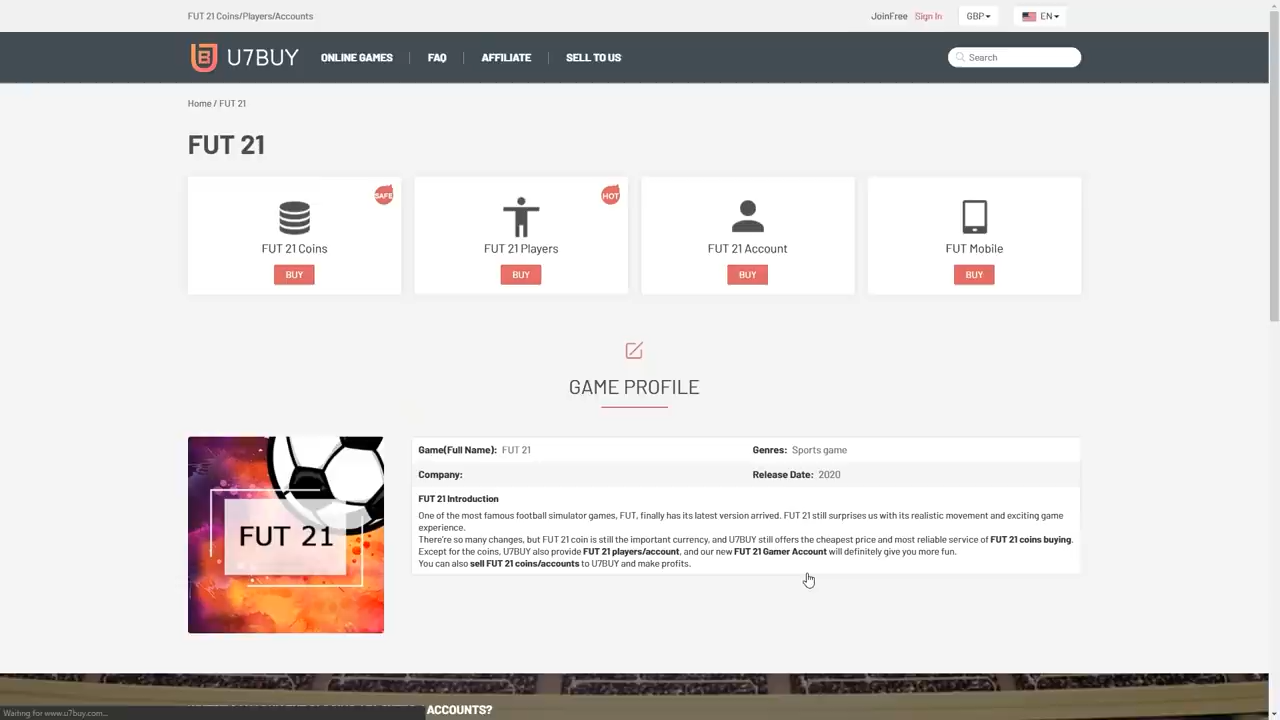 FUT 21 Coins/Players/Accounts
JoinFree Sign In GBP EN
U7BUY ONLINE GAMES FAQ AFFILIATE SELL TO US Search
Home / FUT 21
FUT 21
SAFE
FUT 21 Coins
BUY
HOT
FUT 21 Players
BUY
FUT 21 Account
BUY
FUT Mobile
BUY
GAME PROFILE
FUT 21
Game(Full Name): FUT 21 Genres: Sports game
Company: Release Date: 2020
FUT 21 Introduction
One of the most famous football simulator games, FUT, finally has its latest version arrived. FUT 21 still surprises us with its realistic movement and exciting game
experience.
There're so many changes, but FUT 21 coin is still the important currency, and U7BUY still offers the cheapest price and most reliable service of FUT 21 coins buying.
Except for the coins, U7BUY also provide FUT 21 players/account, and our new FUT 21 Gamer Account will definitely give you more fun.
You can also sell FUT 21 coins/accounts to U7BUY and make profits.
ACCOUNTS?
Waiting for www.u7buy.com...